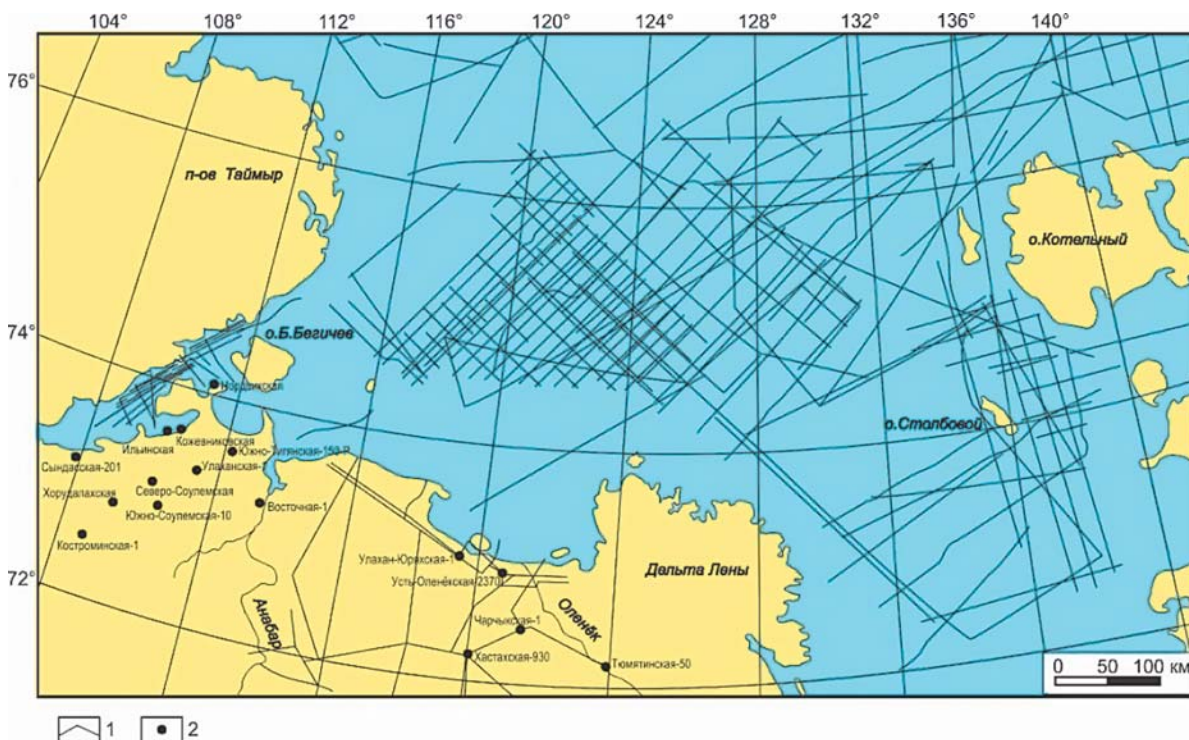 104° 108° 112° 116° 120° 124° 128° 132° 136° 140°
76°
п-ов Таймыр
о.Котельный
74°
о.Б.Бегичев
Нордвикская
о.Столбовой
Кожевниковская
Ильинская
Южно-Тигянская-153-Р
Сындасская-201
Улаханская-1
Северо-Соулемская
Хорудалахская
Южно-Соулемская-10
Восточная-1
Костроминская-1
Улахан-Юряхская-1
Усть-Оленёкская-2370
Дельта Лены
72°
Анабар
Оленёк
Чарчыкская-1
Хастахская-930
Тюмятинская-50
0 50 100 км
1 2